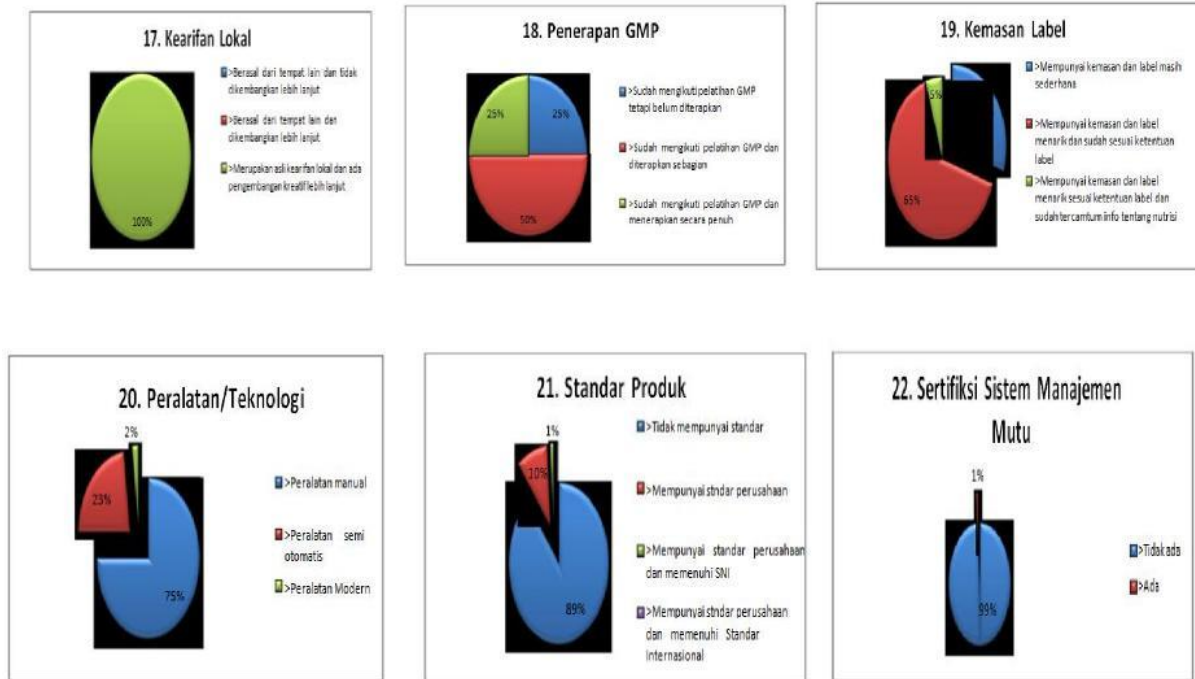 17. Kearifan Lokal
>Berasal dari tempat lain dan tidak
dikembangkan lebih lanjut
>Berasal dari tempat lain dan
dikembangkan lebih lanjut
>Merupakan asli kearifan lokal dan ada
pengembangan kreatif lebih lanjut
100%
18. Penerapan GMP
25%
25%
50%
>Sudah mengikuti pelatihan GMP
tetapi belum diterapkan
>Sudah mengikuti pelatihan GMP dan
diterapkan sebagian
>Sudah mengikuti pelatihan GMP dan
menerapkan secara penuh
19. Kemasan Label
5%
65%
>Mempunyai kemasan dan label masih
sederhana
>Mempunyai kemasan dan label
menarik dan sudah sesuai ketentuan
label
>Mempunyai kemasan dan label
menarik sesuai ketentuan label dan
sudah tercamtum info tentang nutrisi
20. Peralatan/Teknologi
2%
23%
75%
>Peralatan manual
>Peralatan semi
otomatis
>Peralatan Modern
21. Standar Produk
1%
10%
89%
>Tidak mempunyai standar
>Mempunyai stndar perusahaan
>Mempunyai standar perusahaan
dan memenuhi SNI
>Mempunyai stndar perusahaan
dan memenuhi Standar
Internasional
22. Sertifiksi Sistem Manajemen
Mutu
1%
99%
>Tidak ada
>Ada